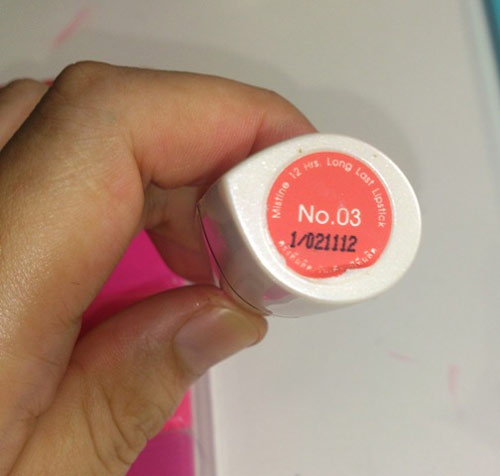 Mistine 12 Hrs. Long Last Lipstick
No.03
1/021112